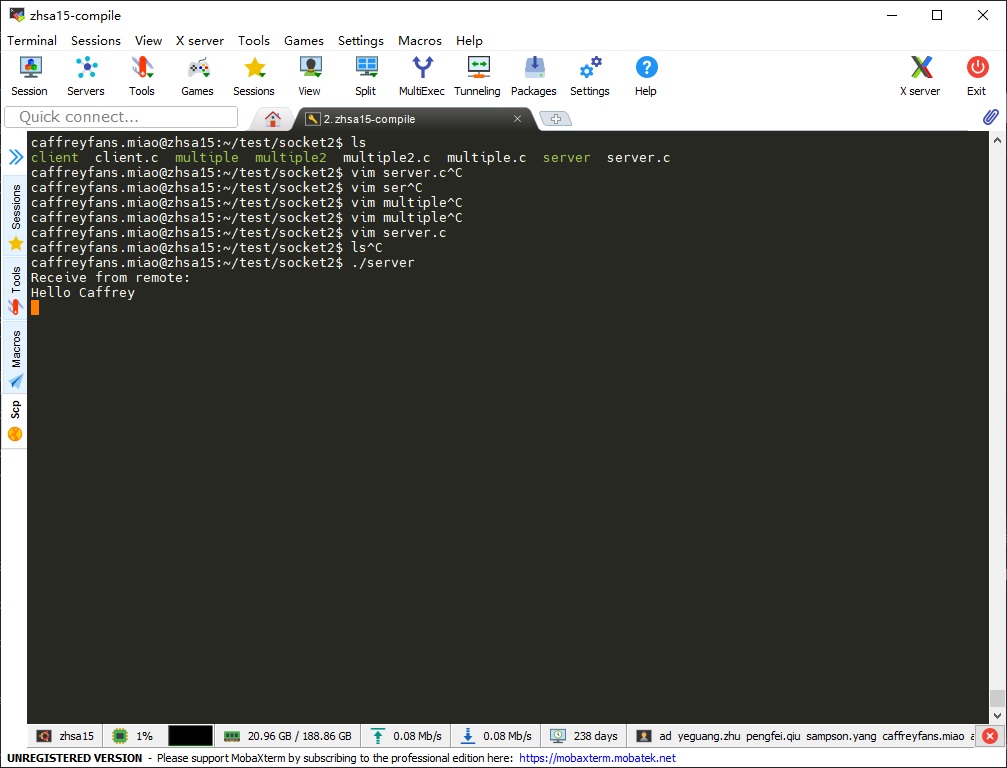 zhsa15-compile
Terminal Sessions View X server Tools Games Settings Macros Help
Session Servers Tools Games Sessions View Split MultiExec Tunneling Packages Settings Help X server Exit
Quick connect...
2. zhsa15-compile
caffreyfans.miao@zhsa15:~/test/socket2$ ls
client client.c multiple multiple2 multiple2.c multiple.c server server.c
caffreyfans.miao@zhsa15:~/test/socket2$ vim server.c^C
caffreyfans.miao@zhsa15:~/test/socket2$ vim ser^C
caffreyfans.miao@zhsa15:~/test/socket2$ vim multiple^C
caffreyfans.miao@zhsa15:~/test/socket2$ vim multiple^C
caffreyfans.miao@zhsa15:~/test/socket2$ vim server.c
caffreyfans.miao@zhsa15:~/test/socket2$ ls^C
caffreyfans.miao@zhsa15:~/test/socket2$ ./server
Receive from remote:
Hello Caffrey
Sessions
Tools
Macros
Scp
zhsa15 1% 20.96 GB / 188.86 GB 0.08 Mb/s 0.08 Mb/s 238 days ad yeguang.zhu pengfei.qiu sampson.yang caffreyfans.miao a
UNREGISTERED VERSION - Please support MobaXterm by subscribing to the professional edition here: https://mobaxterm.mobatek.net